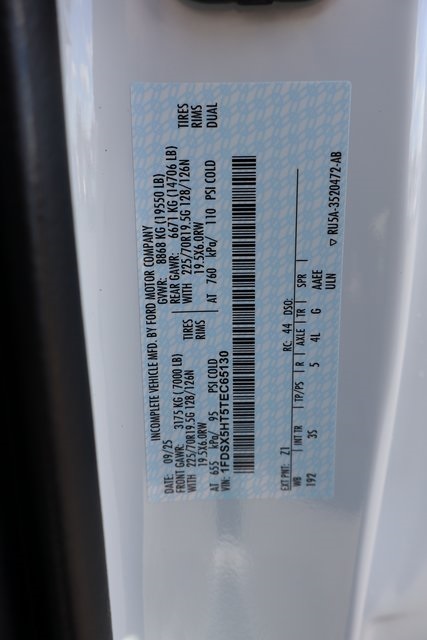 INCOMPLETE VEHICLE MFD. BY FORD MOTOR COMPANY
DATE: 09/25 GVWR: 8868 KG (19550 LB)
FRONT GAWR: 3175 KG (7000 LB) REAR GAWR: 6671 KG (14706 LB)
WITH 225/70R19.5G 128/126N TIRES WITH 225/70R19.5G 128/126N TIRES
19.5X6.0RW RIMS 19.5X6.0RW RIMS
AT 655 kPa/ 95 PSI COLD AT 760 kPa/ 110 PSI COLD DUAL
VIN: 1FDSX5HT5TEC65130
EXT PNT: Z1 RC: 44 DSO:
WB INT TR TP/PS R AXLE TR SPR
192 3S 5 4L G AAEE
ULN
▽ RU5A-3520472-AB